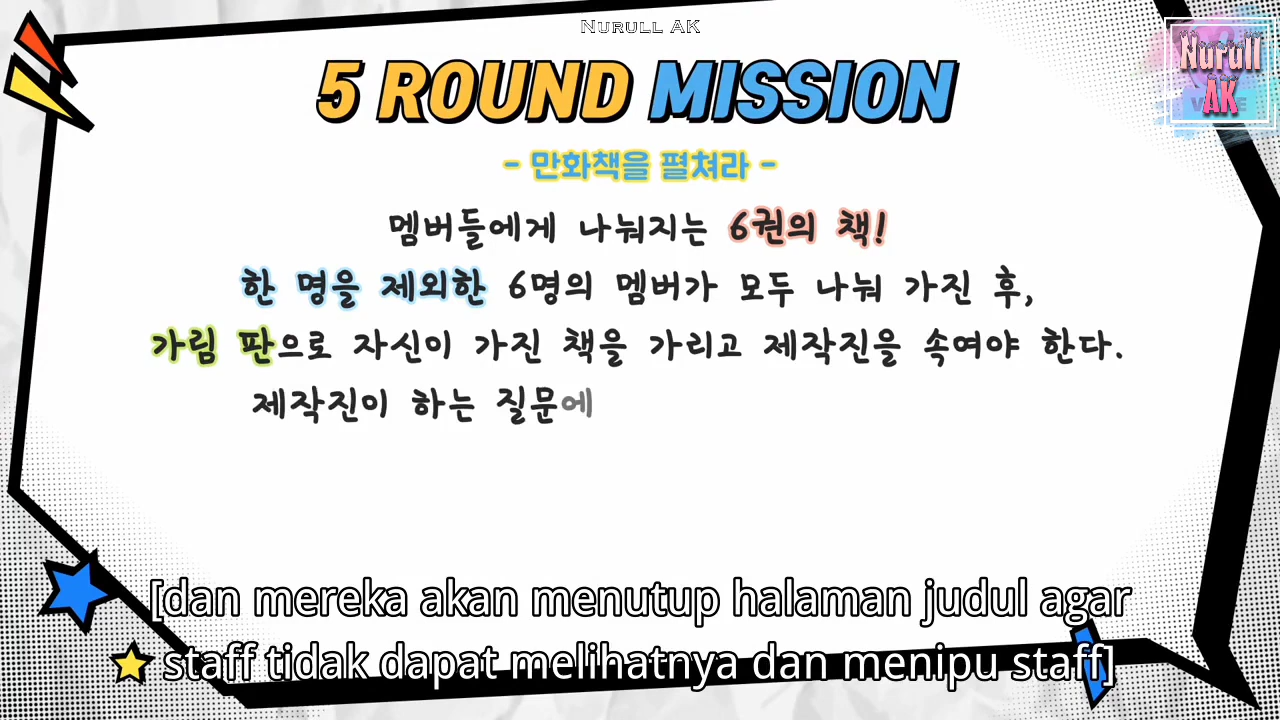 NURULL AK
Nurull
AK
5 ROUND MISSION
- 만화책을 펼쳐라 -
멤버들에게 나눠지는 6권의 책!
한 명을 제외한 6명의 멤버가 모두 나눠 가진 후,
가림 판으로 자신이 가진 책을 가리고 제작진을 속여야 한다.
제작진이 하는 질문에
[dan mereka akan menutup halaman judul agar
staff tidak dapat melihatnya dan menipu staff]